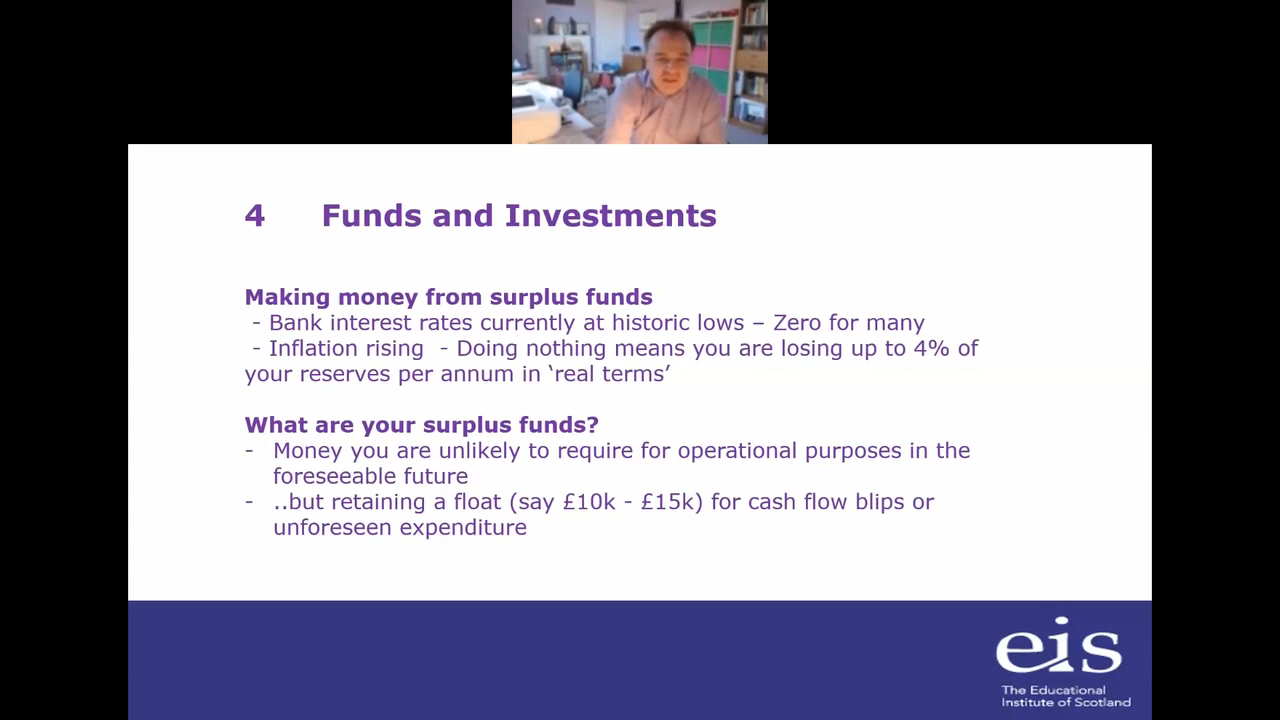 4 Funds and Investments
Making money from surplus funds
- Bank interest rates currently at historic lows – Zero for many
- Inflation rising - Doing nothing means you are losing up to 4% of
your reserves per annum in ‘real terms’
What are your surplus funds?
- Money you are unlikely to require for operational purposes in the
foreseeable future
- ..but retaining a float (say £10k - £15k) for cash flow blips or
unforeseen expenditure
eis
The Educational
Institute of Scotland